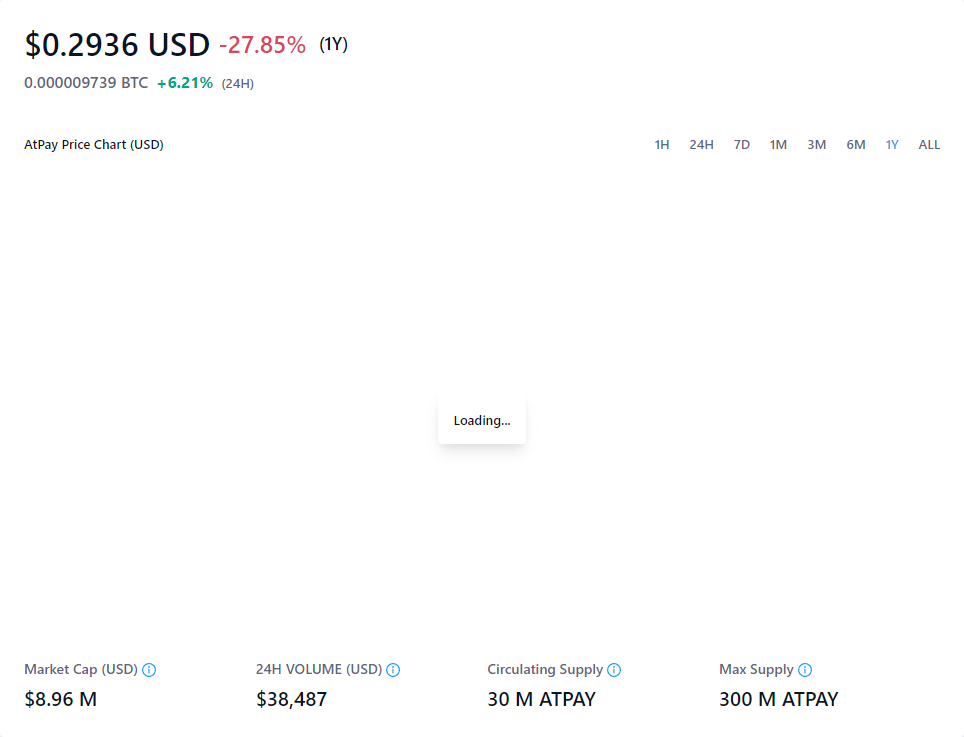 $0.2936 USD -27.85% (1Y)
0.000009739 BTC +6.21% (24H)
AtPay Price Chart (USD) 1H 24H 7D 1M 3M 6M 1Y ALL
Loading...
Market Cap (USD) 24H VOLUME (USD) Circulating Supply Max Supply
$8.96 M $38,487 30 M ATPAY 300 M ATPAY